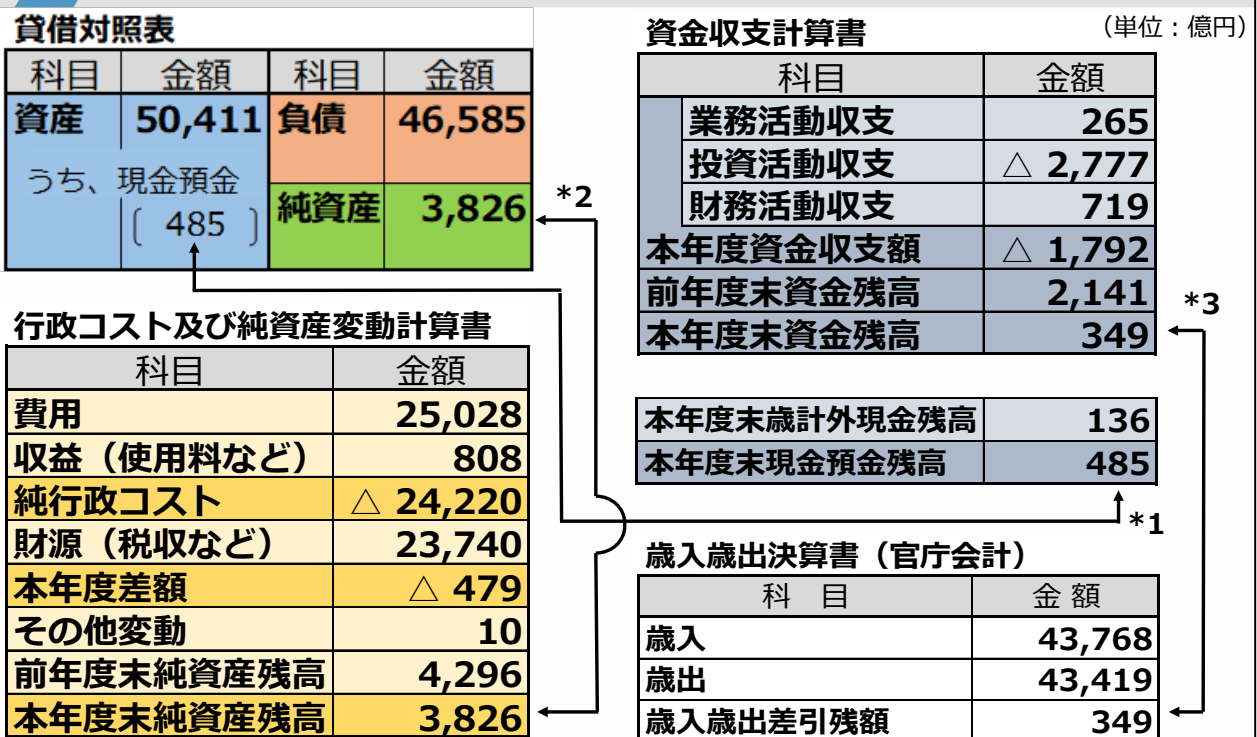 貸借対照表
科目 金額 科目 金額
資産 50,411 負債 46,585
うち、現金預金
〔 485 〕 純資産 3,826
*2
行政コスト及び純資産変動計算書
科目 金額
費用 25,028
収益（使用料など） 808
純行政コスト △ 24,220
財源（税収など） 23,740
本年度差額 △ 479
その他変動 10
前年度末純資産残高 4,296
本年度末純資産残高 3,826
資金収支計算書 （単位：億円）
科目 金額
業務活動収支 265
投資活動収支 △ 2,777
財務活動収支 719
本年度資金収支額 △ 1,792
前年度末資金残高 2,141
本年度末資金残高 349
*3
本年度末歳計外現金残高 136
本年度末現金預金残高 485
*1
歳入歳出決算書（官庁会計）
科 目 金 額
歳入 43,768
歳出 43,419
歳入歳出差引残額 349